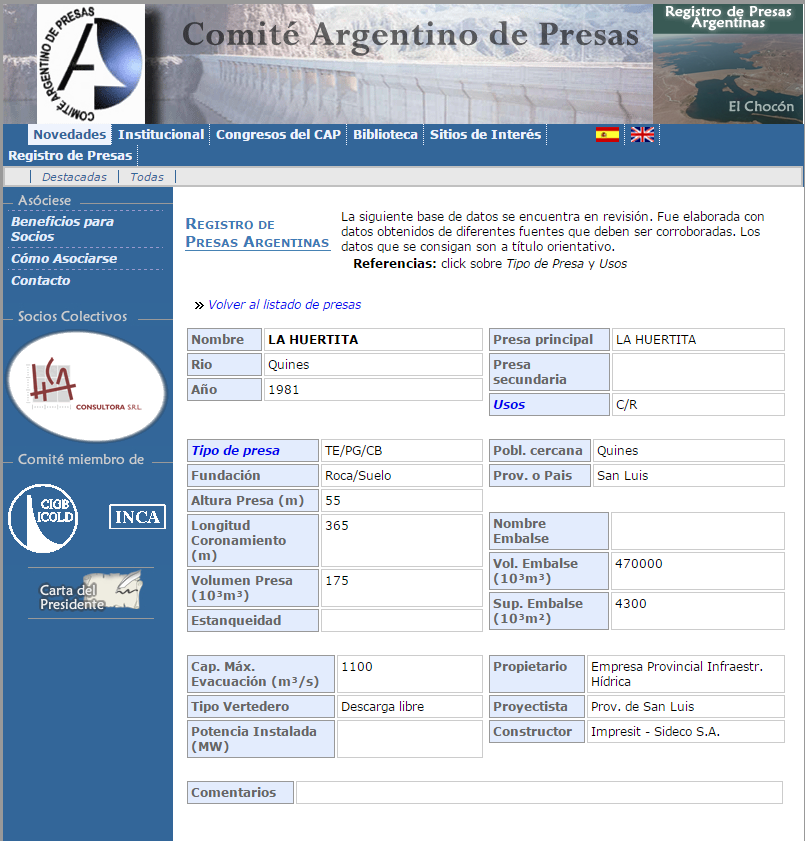 COMITÉ ARGENTINO DE PRESAS
Comité Argentino de Presas
Registro de Presas
Argentinas
El Chocón
Novedades Institucional Congresos del CAP Biblioteca Sitios de Interés
Registro de Presas
Destacadas Todas
Asóciese
Beneficios para
Socios
Cómo Asociarse
Contacto
Socios Colectivos
HCA
CONSULTORA S.R.L.
Comité miembro de
CIGB
ICOLD
INCA
Carta del
Presidente
REGISTRO DE
PRESAS ARGENTINAS
La siguiente base de datos se encuentra en revisión. Fue elaborada con
datos obtenidos de diferentes fuentes que deben ser corroboradas. Los
datos que se consigan son a título orientativo.
Referencias: click sobre Tipo de Presa y Usos
» Volver al listado de presas
Nombre LA HUERTITA
Rio Quines
Año 1981
Presa principal LA HUERTITA
Presa
secundaria
Usos C/R
Tipo de presa TE/PG/CB
Fundación Roca/Suelo
Altura Presa (m) 55
Longitud 365
Coronamiento
(m)
Volumen Presa 175
(10³m³)
Estanqueidad
Pobl. cercana Quines
Prov. o Pais San Luis
Nombre
Embalse
Vol. Embalse 470000
(10³m³)
Sup. Embalse 4300
(10³m²)
Cap. Máx. 1100
Evacuación (m³/s)
Tipo Vertedero Descarga libre
Potencia Instalada
(MW)
Propietario Empresa Provincial Infraestr.
Hídrica
Proyectista Prov. de San Luis
Constructor Impresit - Sideco S.A.
Comentarios